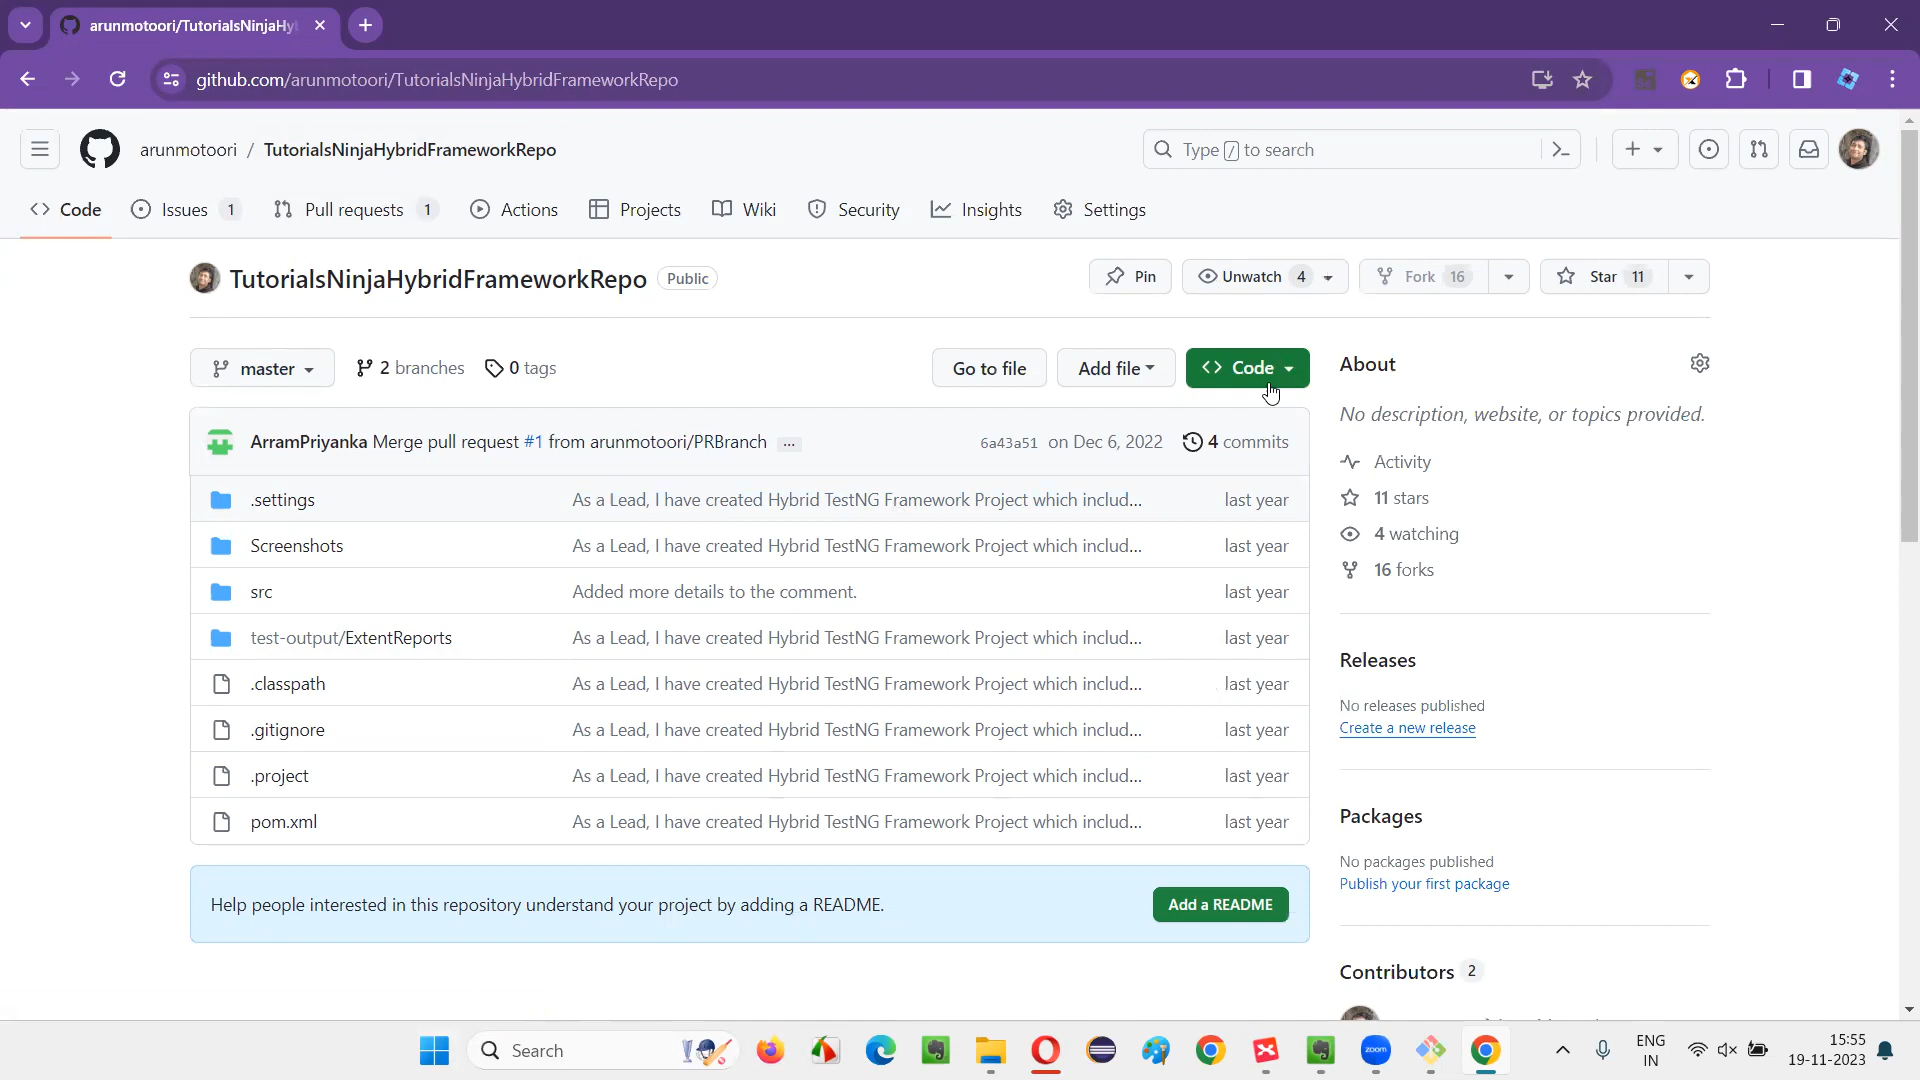 arunmotoori/TutorialsNinjaHy
github.com/arunmotoori/TutorialsNinjaHybridFrameworkRepo
arunmotoori / TutorialsNinjaHybridFrameworkRepo
Type / to search
Code
Issues 1
Pull requests 1
Actions
Projects
Wiki
Security
Insights
Settings
TutorialsNinjaHybridFrameworkRepo Public
Pin
Unwatch 4
Fork 16
Star 11
master
2 branches
0 tags
Go to file
Add file
<> Code
ArramPriyanka Merge pull request #1 from arunmotoori/PRBranch ...
6a43a51 on Dec 6, 2022
4 commits
.settings As a Lead, I have created Hybrid TestNG Framework Project which includ... last year
Screenshots As a Lead, I have created Hybrid TestNG Framework Project which includ... last year
src Added more details to the comment. last year
test-output/ExtentReports As a Lead, I have created Hybrid TestNG Framework Project which includ... last year
.classpath As a Lead, I have created Hybrid TestNG Framework Project which includ... last year
.gitignore As a Lead, I have created Hybrid TestNG Framework Project which includ... last year
.project As a Lead, I have created Hybrid TestNG Framework Project which includ... last year
pom.xml As a Lead, I have created Hybrid TestNG Framework Project which includ... last year
Help people interested in this repository understand your project by adding a README.
Add a README
About
No description, website, or topics provided.
Activity
11 stars
4 watching
16 forks
Releases
No releases published
Create a new release
Packages
No packages published
Publish your first package
Contributors 2
Search
zoom
ENG
IN
15:55
19-11-2023